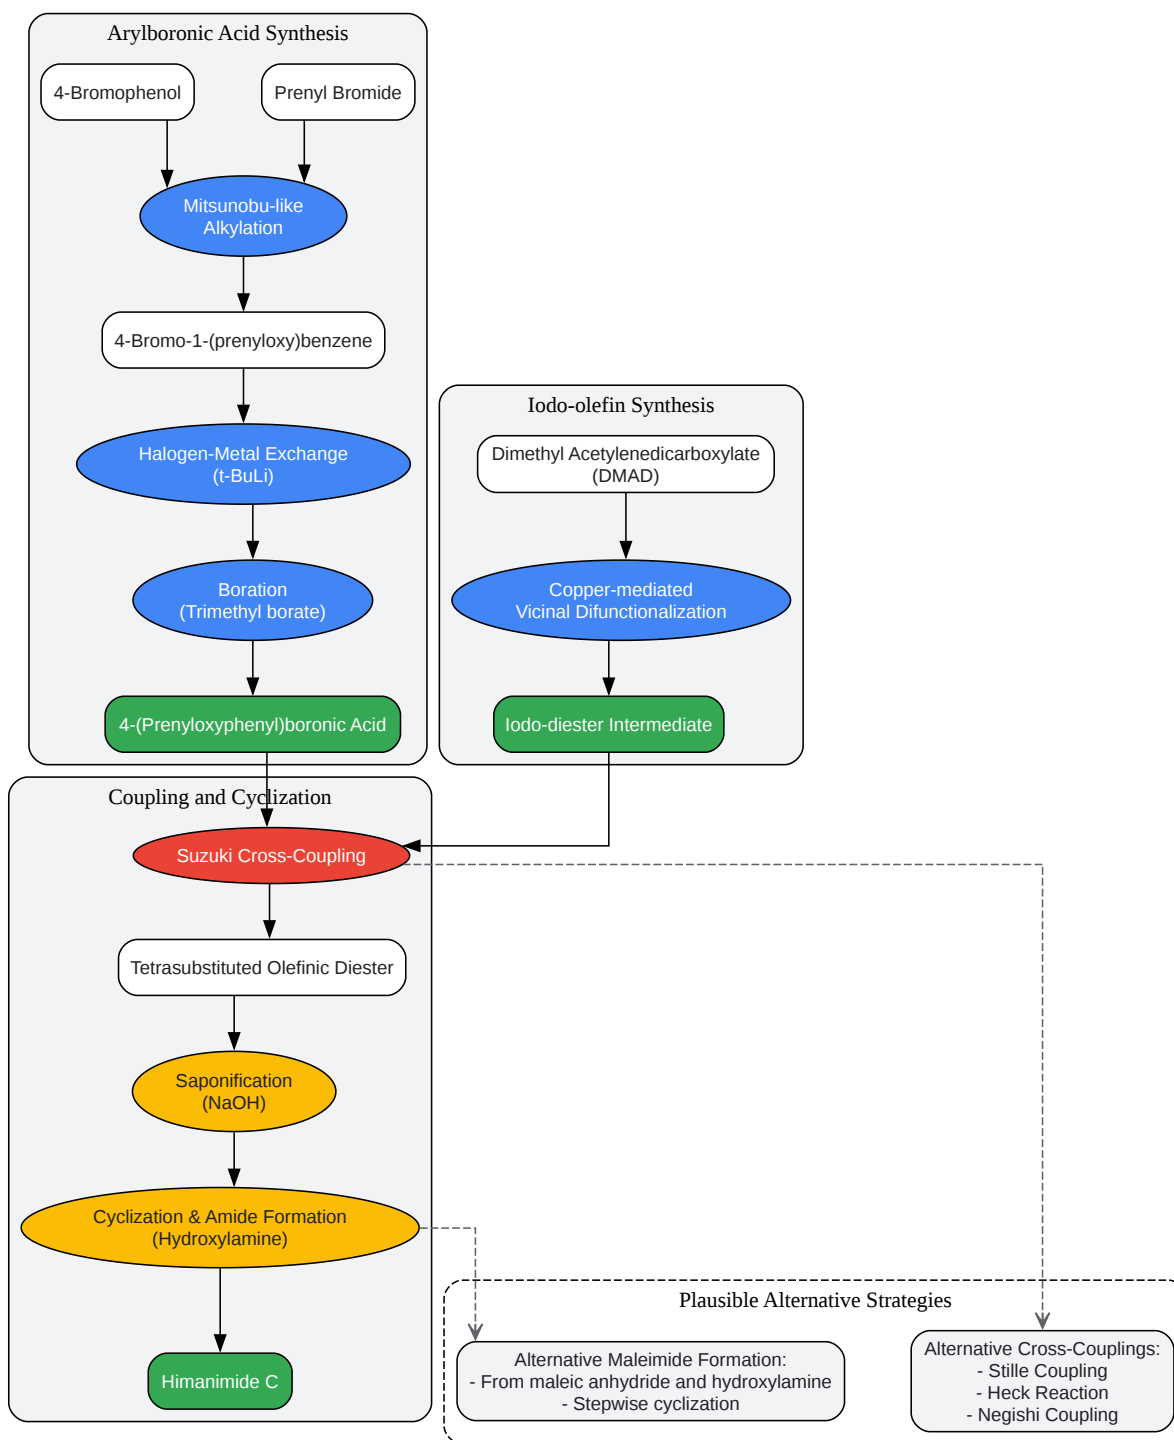 Arylboronic Acid Synthesis
4-Bromophenol
Prenyl Bromide
Mitsunobu-like
Alkylation
4-Bromo-1-(prenyloxy)benzene
Halogen-Metal Exchange
(t-BuLi)
Boration
(Trimethyl borate)
4-(Prenyloxyphenyl)boronic Acid
Iodo-olefin Synthesis
Dimethyl Acetylenedicarboxylate
(DMAD)
Copper-mediated
Vicinal Difunctionalization
Iodo-diester Intermediate
Coupling and Cyclization
Suzuki Cross-Coupling
Tetrasubstituted Olefinic Diester
Saponification
(NaOH)
Cyclization & Amide Formation
(Hydroxylamine)
Himanimide C
Plausible Alternative Strategies
Alternative Maleimide Formation:
- From maleic anhydride and hydroxylamine
- Stepwise cyclization
Alternative Cross-Couplings:
- Stille Coupling
- Heck Reaction
- Negishi Coupling